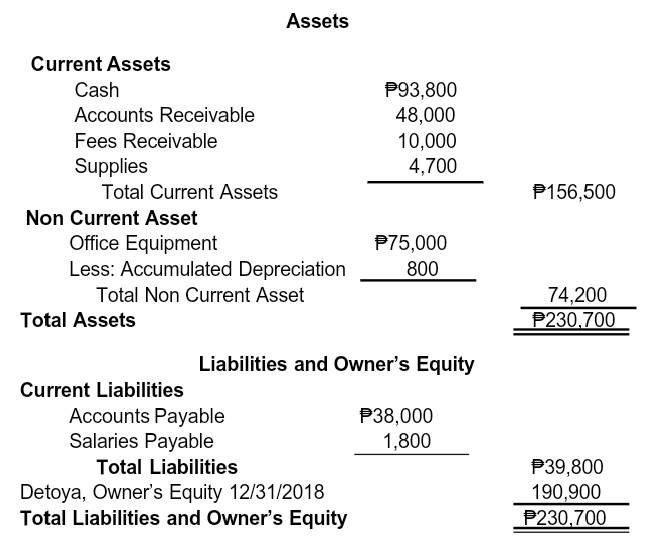 Assets
Current Assets
Cash ₱93,800
Accounts Receivable 48,000
Fees Receivable 10,000
Supplies 4,700
Total Current Assets ₱156,500
Non Current Asset
Office Equipment ₱75,000
Less: Accumulated Depreciation 800
Total Non Current Asset 74,200
Total Assets ₱230,700
Liabilities and Owner’s Equity
Current Liabilities
Accounts Payable ₱38,000
Salaries Payable 1,800
Total Liabilities ₱39,800
Detoya, Owner’s Equity 12/31/2018 190,900
Total Liabilities and Owner’s Equity ₱230,700